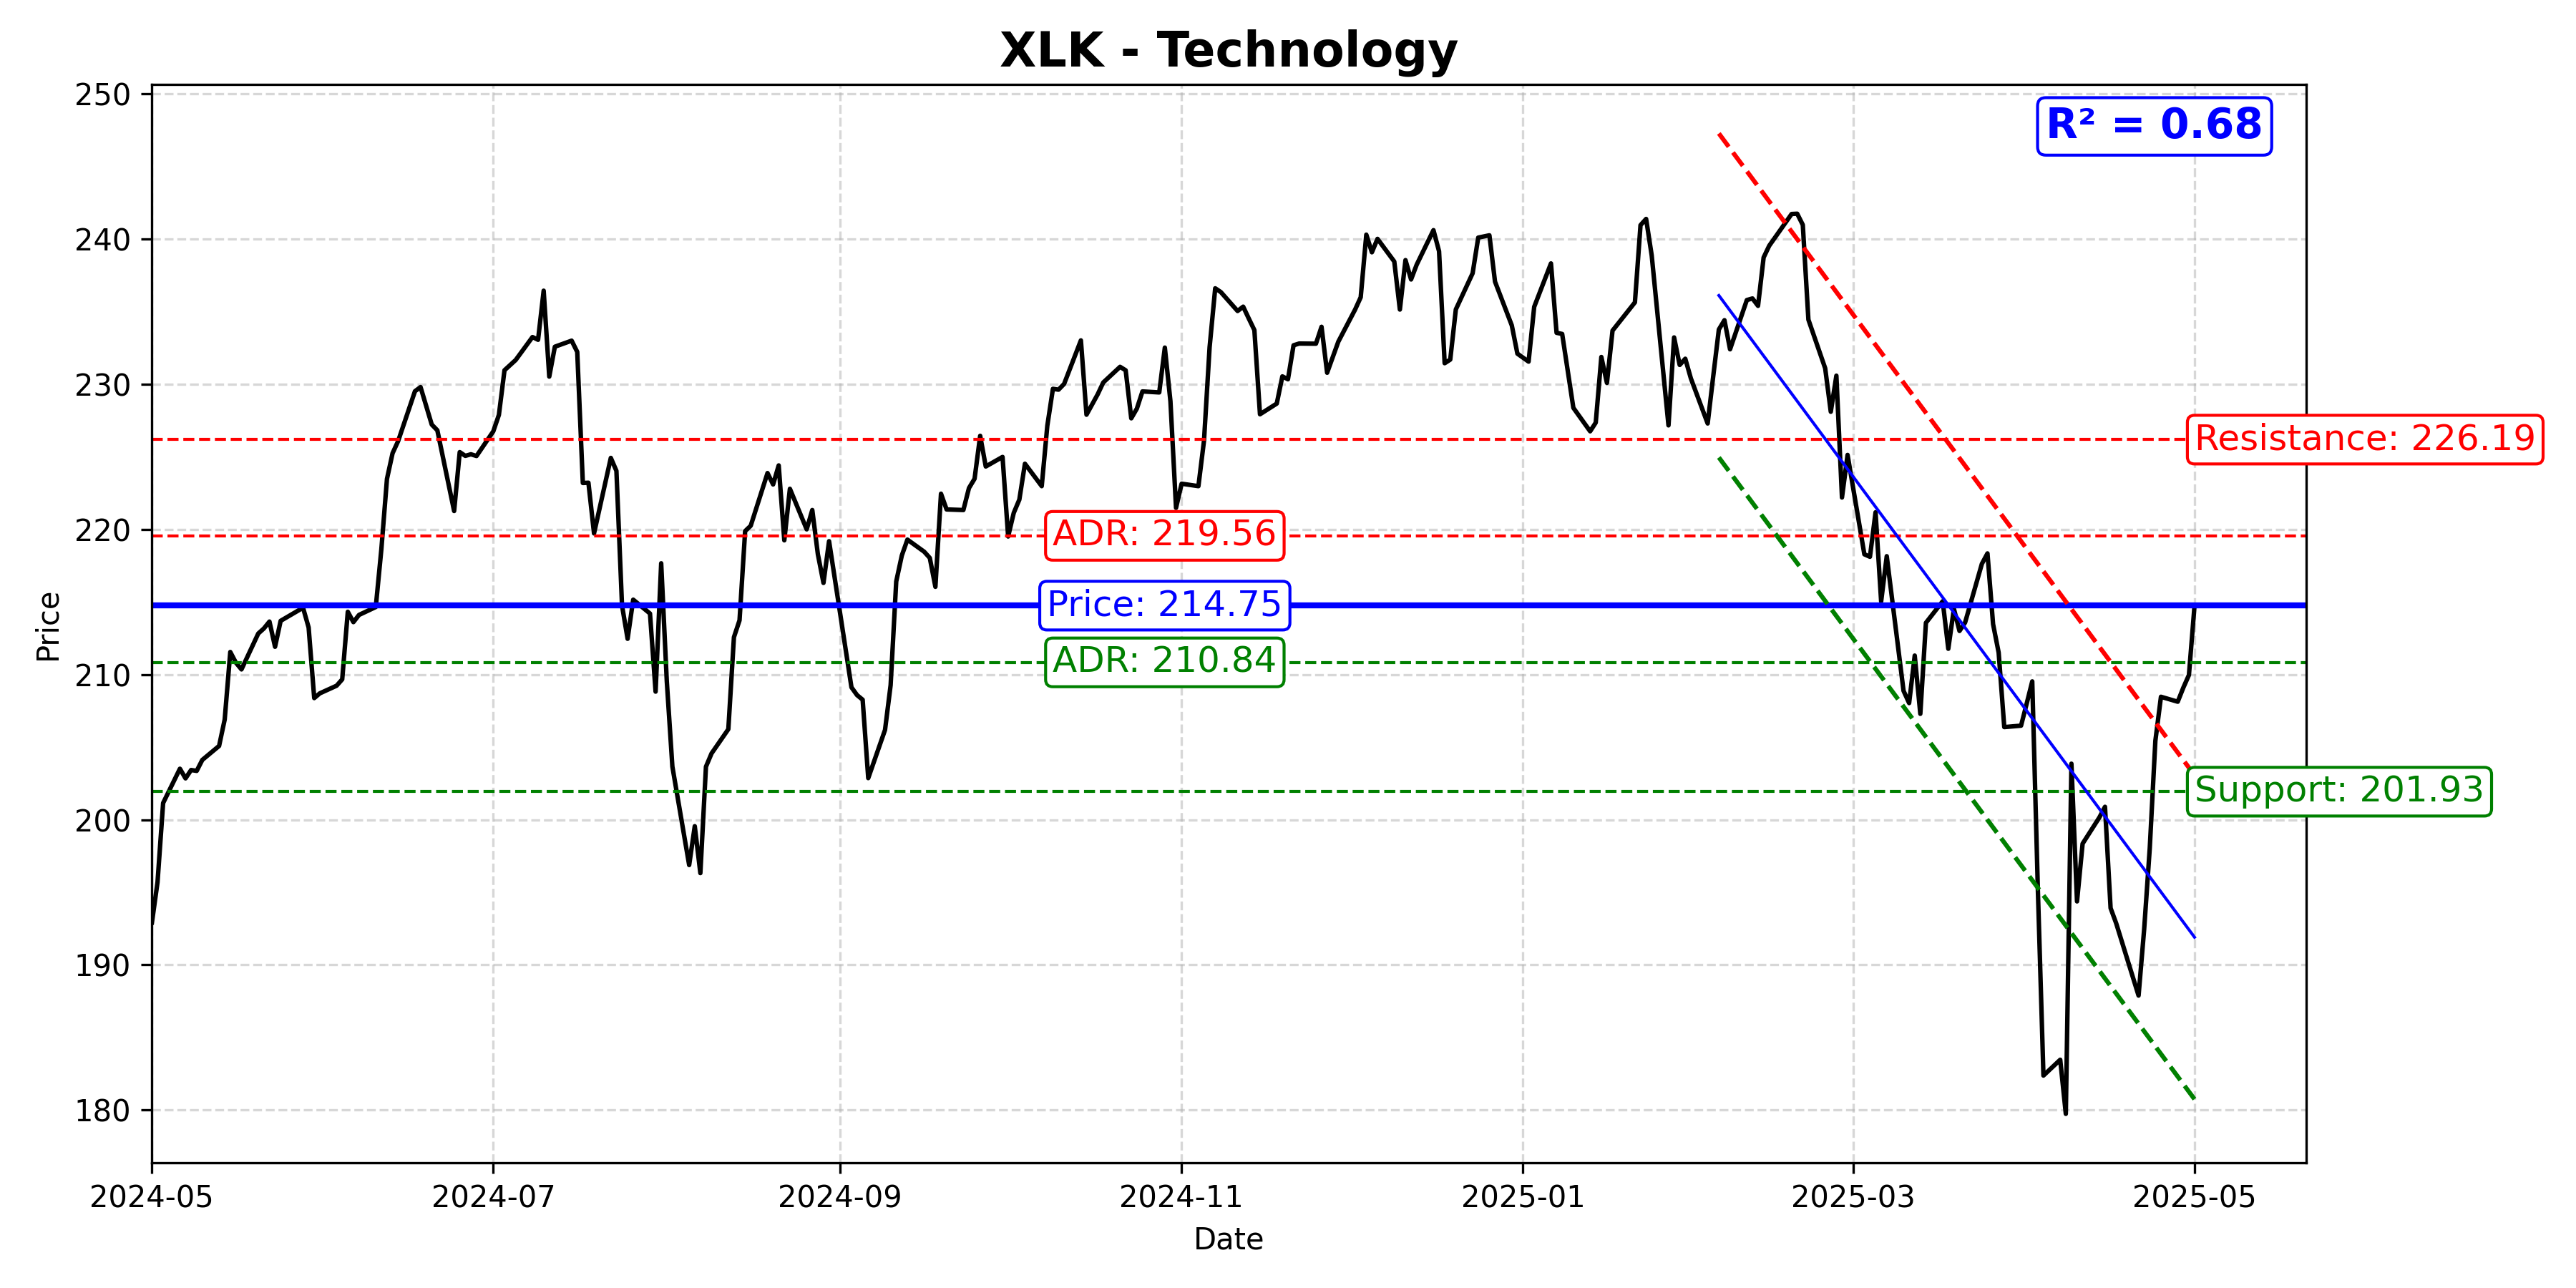 XLK - Technology
R² = 0.68
250
240
230
220
210
200
190
180
Price
Resistance: 226.19
ADR: 219.56
Price: 214.75
ADR: 210.84
Support: 201.93
2024-05
2024-07
2024-09
2024-11
2025-01
2025-03
2025-05
Date